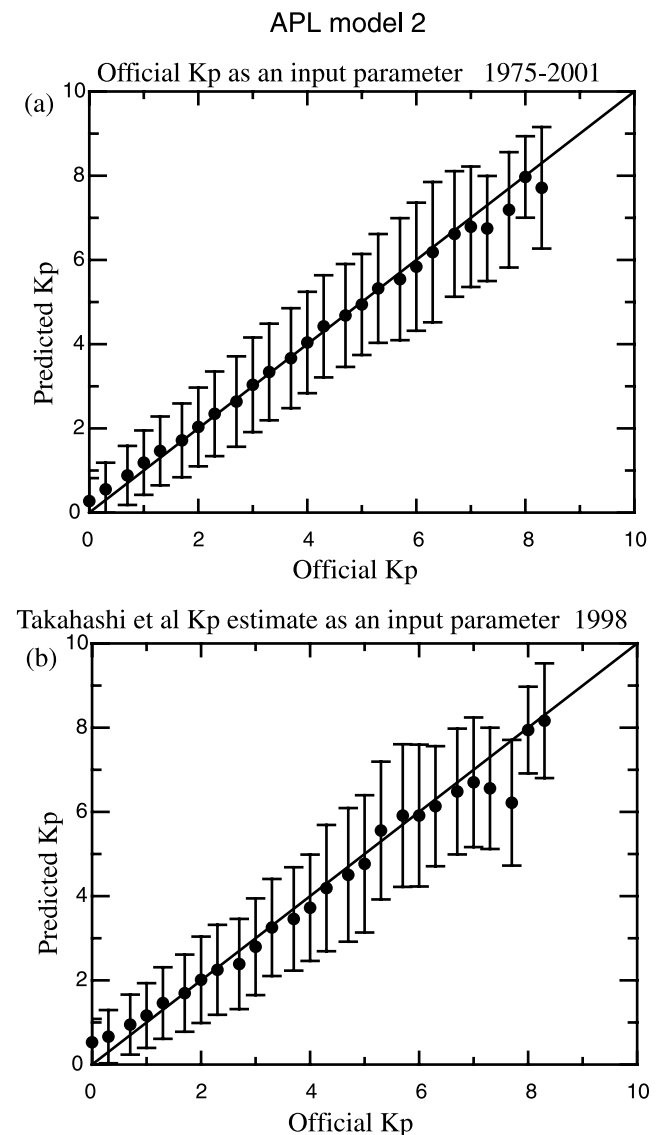 APL model 2
Official Kp as an input parameter 1975-2001
(a)
10
8
6
4
2
0
Predicted Kp
0 2 4 6 8 10
Official Kp
Takahashi et al Kp estimate as an input parameter 1998
(b)
10
8
6
4
2
0
Predicted Kp
0 2 4 6 8 10
Official Kp